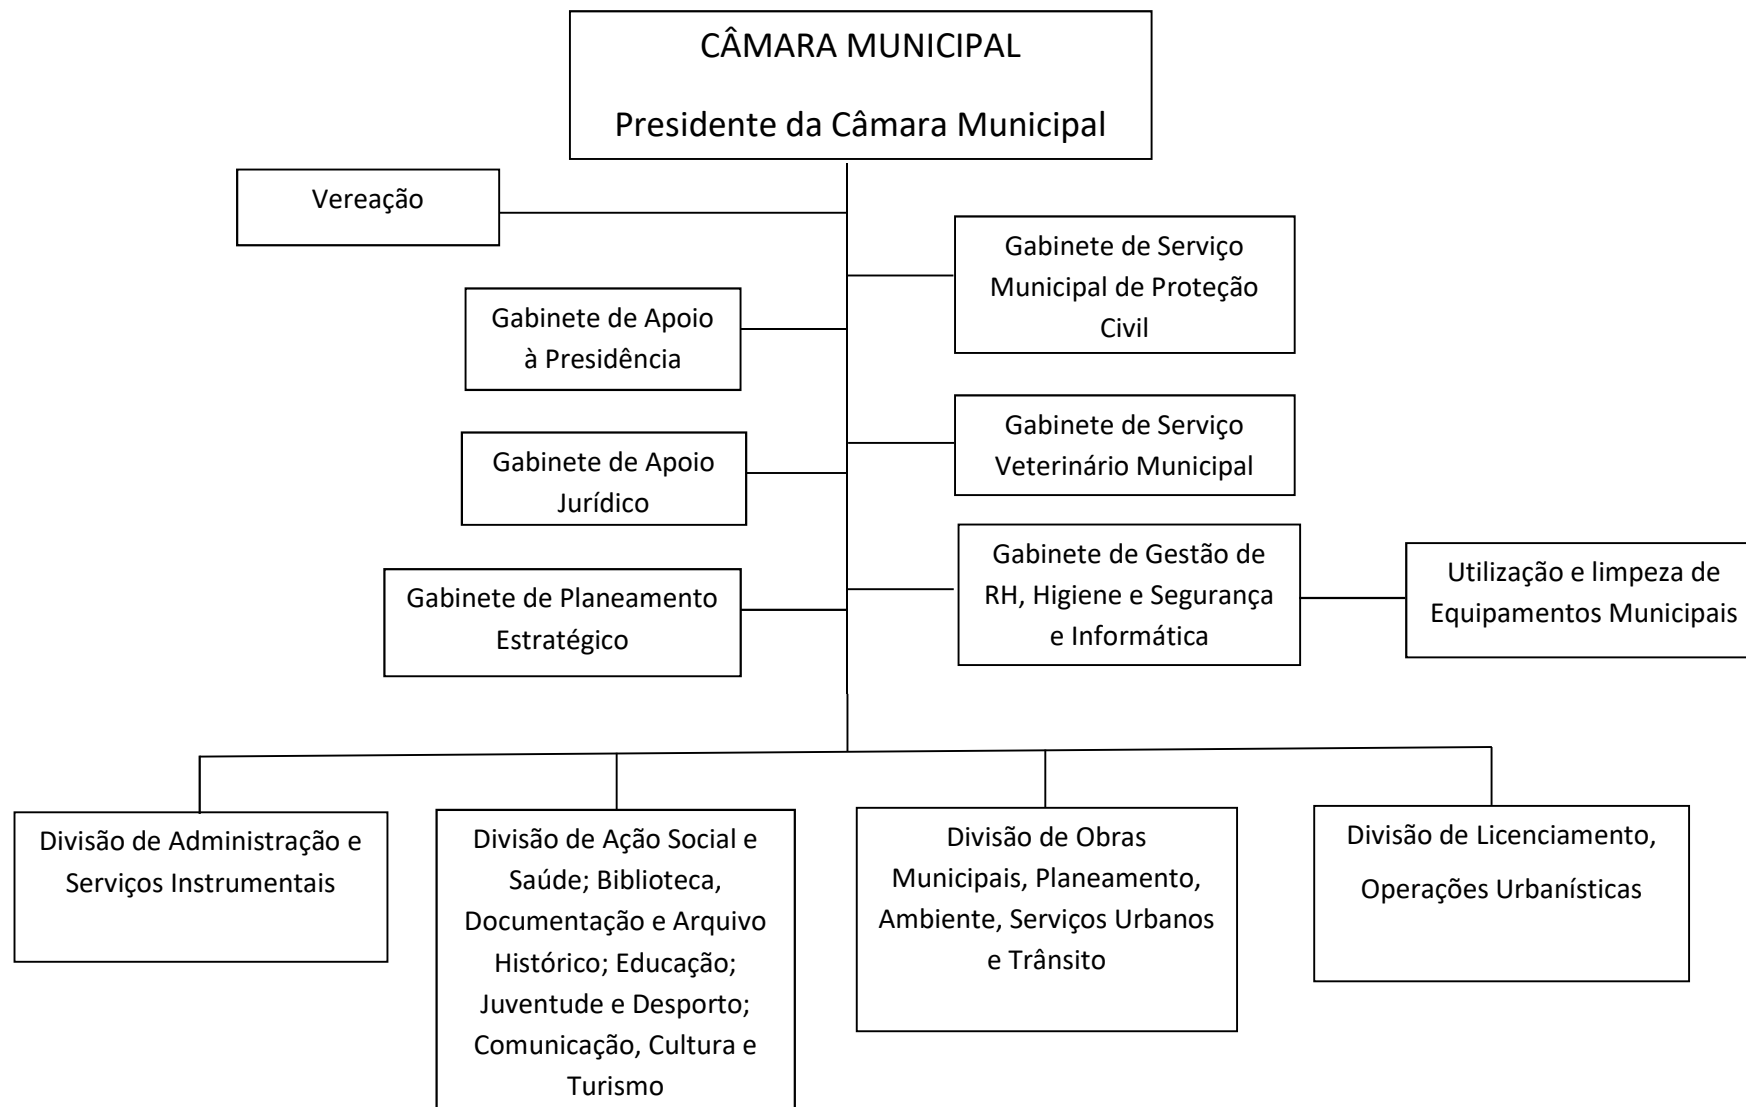 CÂMARA MUNICIPAL
Presidente da Câmara Municipal
Vereação
Gabinete de Serviço
Municipal de Proteção
Civil
Gabinete de Apoio
à Presidência
Gabinete de Serviço
Veterinário Municipal
Gabinete de Apoio
Jurídico
Gabinete de Gestão de
RH, Higiene e Segurança
e Informática
Utilização e limpeza de
Equipamentos Municipais
Gabinete de Planeamento
Estratégico
Divisão de Administração e
Serviços Instrumentais
Divisão de Ação Social e
Saúde; Biblioteca,
Documentação e Arquivo
Histórico; Educação;
Juventude e Desporto;
Comunicação, Cultura e
Turismo
Divisão de Obras
Municipais, Planeamento,
Ambiente, Serviços Urbanos
e Trânsito
Divisão de Licenciamento,
Operações Urbanísticas